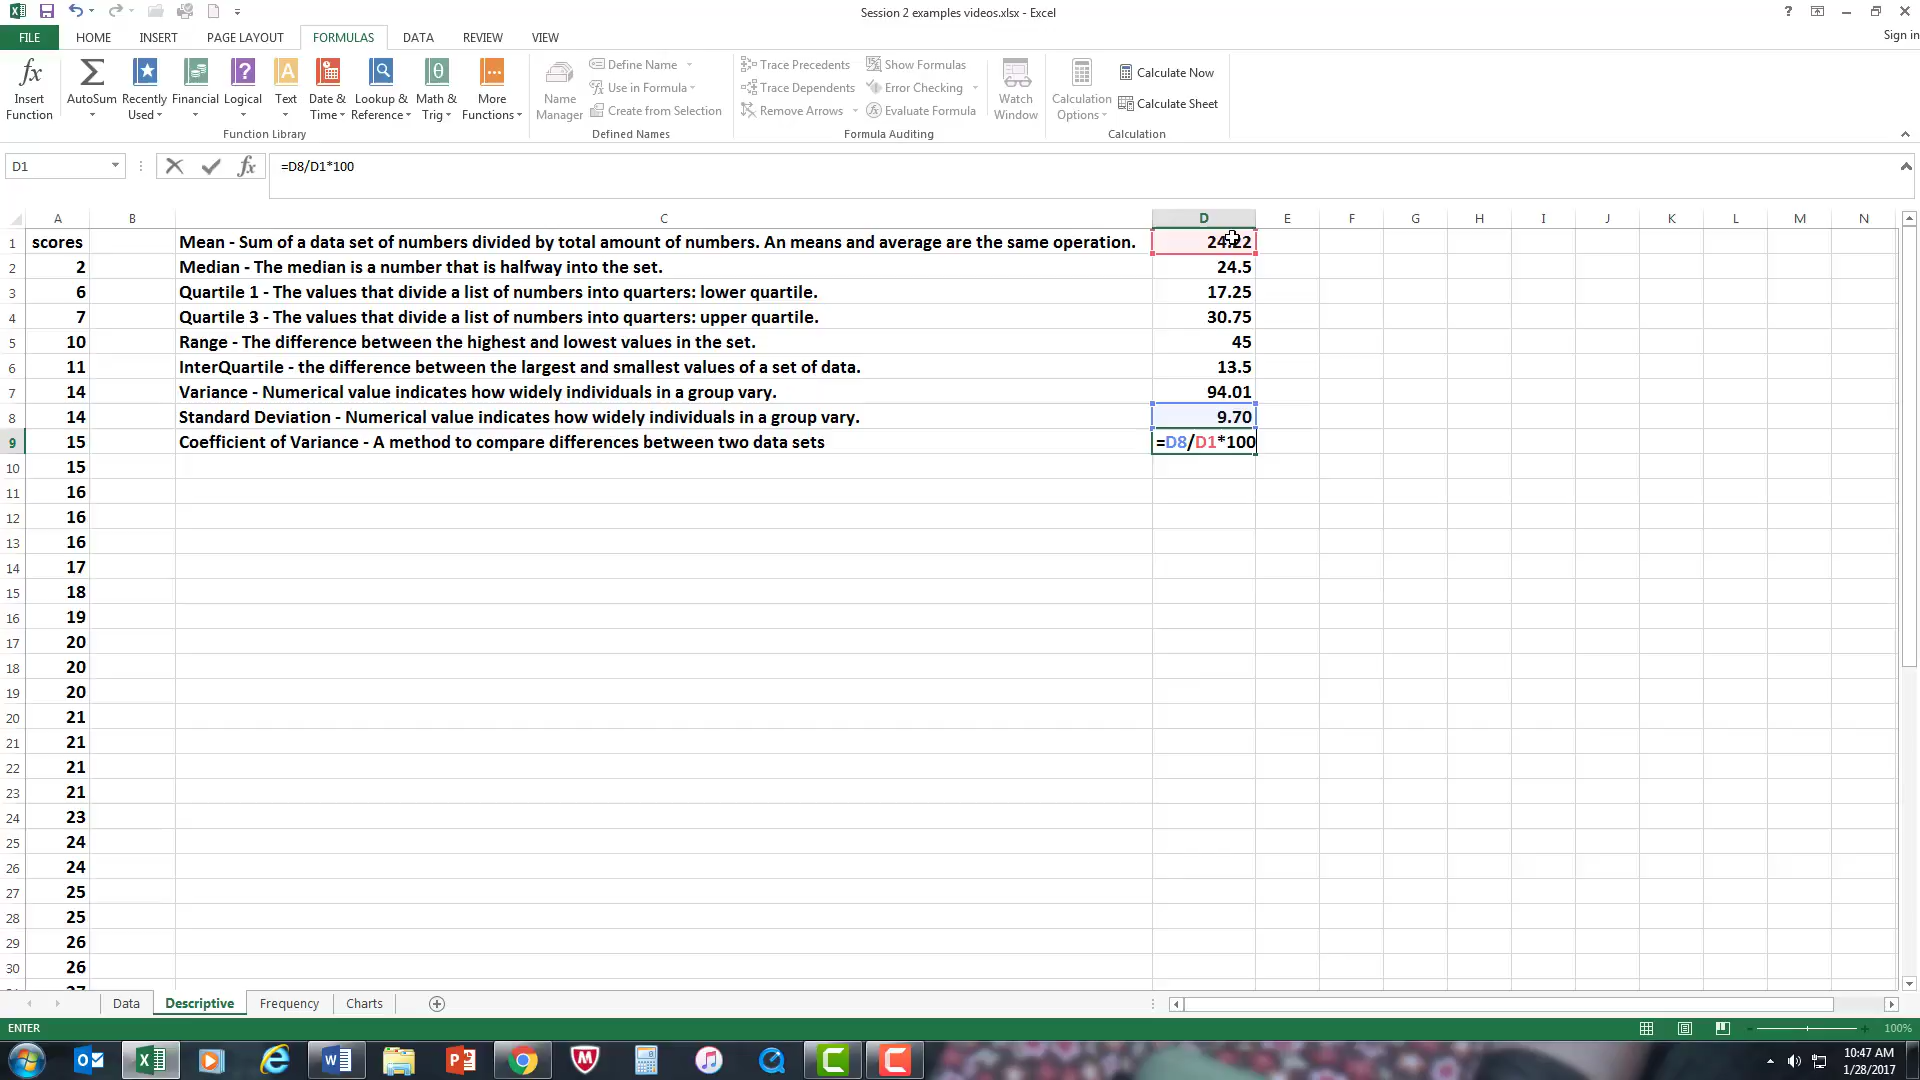 Session 2 examples videos.xlsx - Excel
?
FILE HOME INSERT PAGE LAYOUT FORMULAS DATA REVIEW VIEW
Sign in
fx Insert Function
Σ AutoSum
Recently Used
Financial
? Logical
A Text
Date & Time
Lookup & Reference
θ Math & Trig
More Functions
Function Library
Name Manager
Define Name
Use in Formula
Create from Selection
Defined Names
Trace Precedents
Trace Dependents
Remove Arrows
Show Formulas
Error Checking
Evaluate Formula
Formula Auditing
Watch Window
Calculation Options
Calculate Now
Calculate Sheet
Calculation
D1 fx =D8/D1*100
A B C D E F G H I J K L M N
1 scores Mean - Sum of a data set of numbers divided by total amount of numbers. An means and average are the same operation. 24.22
2 2 Median - The median is a number that is halfway into the set. 24.5
3 6 Quartile 1 - The values that divide a list of numbers into quarters: lower quartile. 17.25
4 7 Quartile 3 - The values that divide a list of numbers into quarters: upper quartile. 30.75
5 10 Range - The difference between the highest and lowest values in the set. 45
6 11 InterQuartile - the difference between the largest and smallest values of a set of data. 13.5
7 14 Variance - Numerical value indicates how widely individuals in a group vary. 94.01
8 14 Standard Deviation - Numerical value indicates how widely individuals in a group vary. 9.70
9 15 Coefficient of Variance - A method to compare differences between two data sets =D8/D1*100
10 15
11 16
12 16
13 16
14 17
15 18
16 19
17 20
18 20
19 20
20 21
21 21
22 21
23 21
24 23
25 24
26 24
27 25
28 25
29 26
30 26
Data Descriptive Frequency Charts
ENTER
100%
10:47 AM
1/28/2017